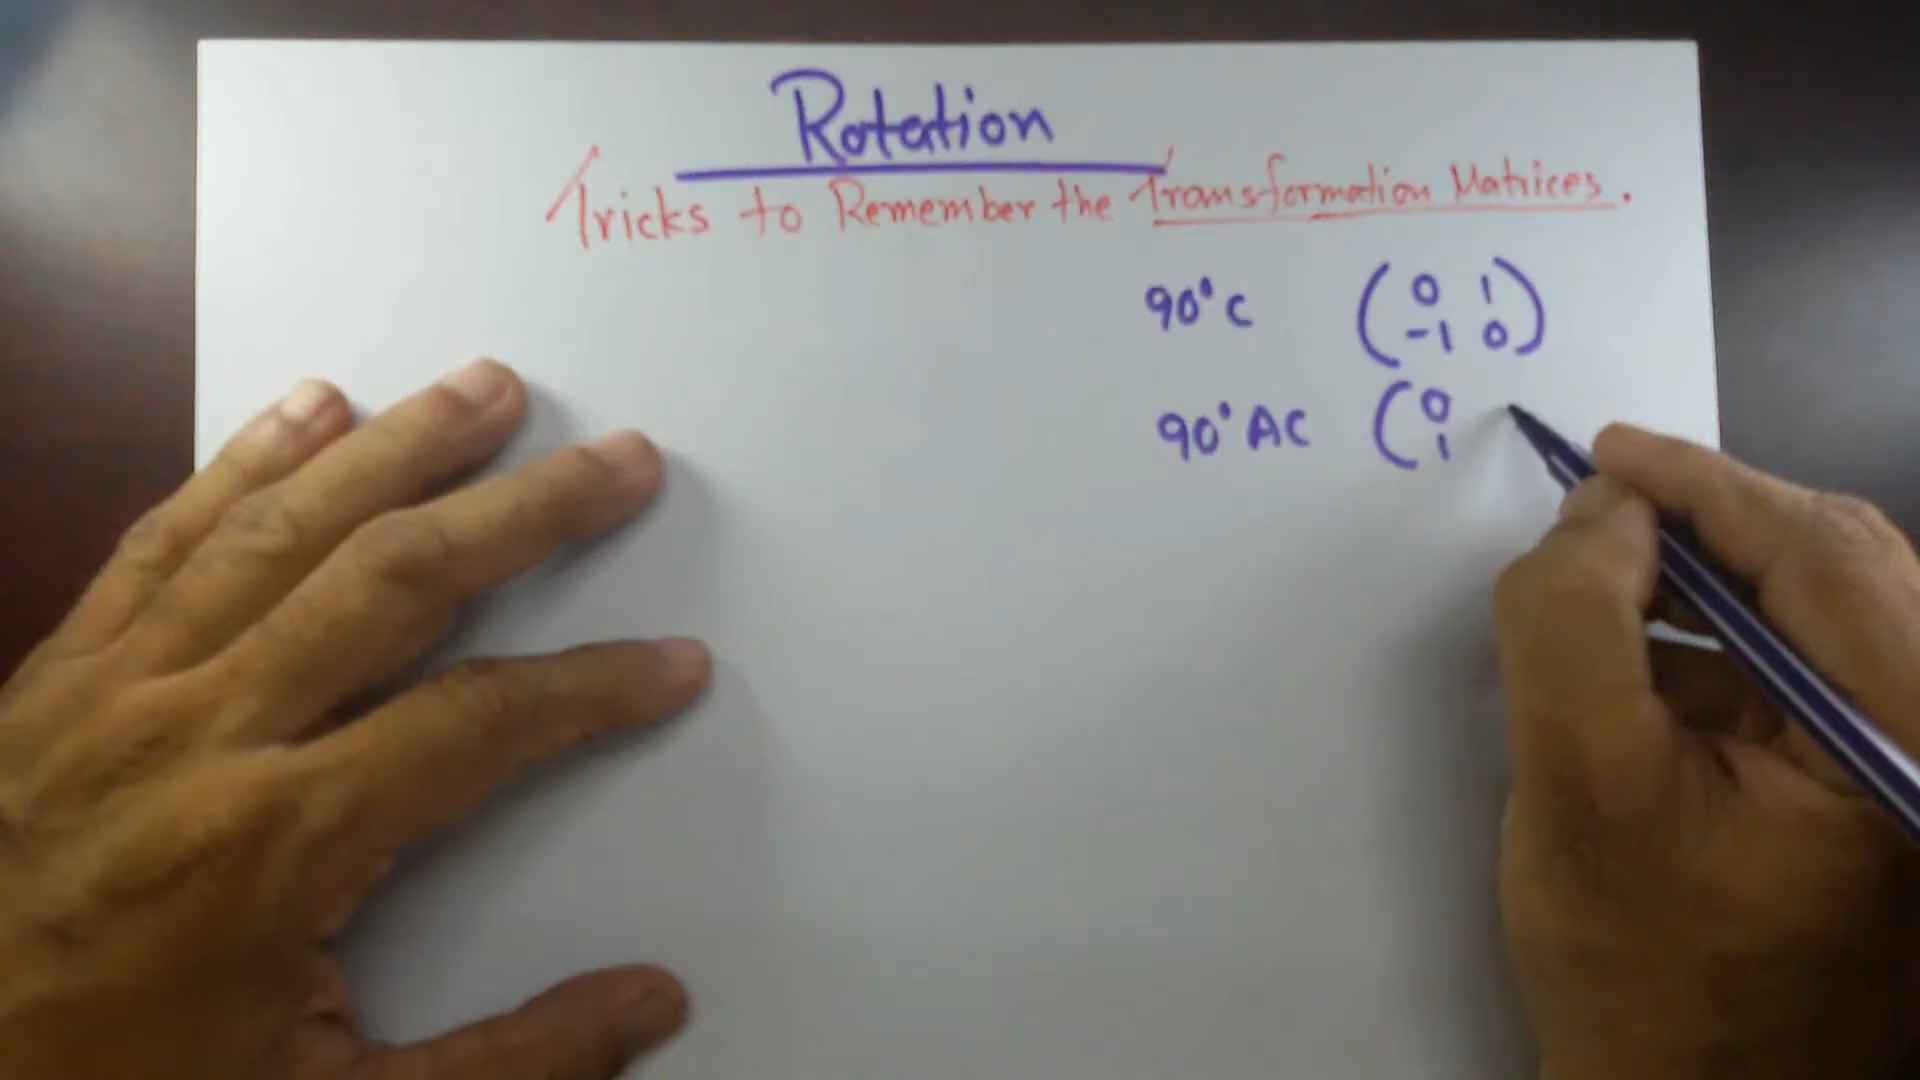 Rotation
Tricks to Remember the Transformation Matrices.
90° C ( 0 1 )
( -1 0 )
90° AC ( 0
1